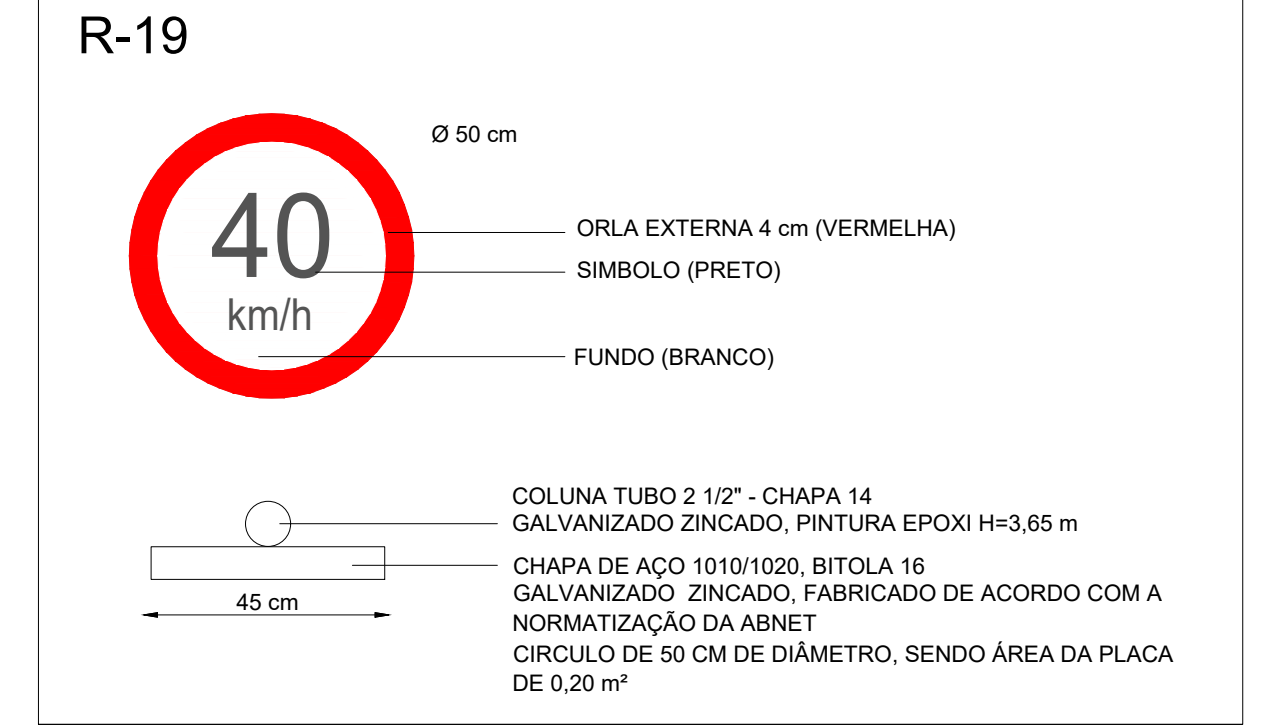 R-19
Ø 50 cm
40
km/h
ORLA EXTERNA 4 cm (VERMELHA)
SIMBOLO (PRETO)
FUNDO (BRANCO)
COLUNA TUBO 2 1/2" - CHAPA 14
GALVANIZADO ZINCADO, PINTURA EPOXI H=3,65 m
CHAPA DE AÇO 1010/1020, BITOLA 16
GALVANIZADO ZINCADO, FABRICADO DE ACORDO COM A
NORMATIZAÇÃO DA ABNET
CIRCULO DE 50 CM DE DIÂMETRO, SENDO ÁREA DA PLACA
DE 0,20 m²
45 cm